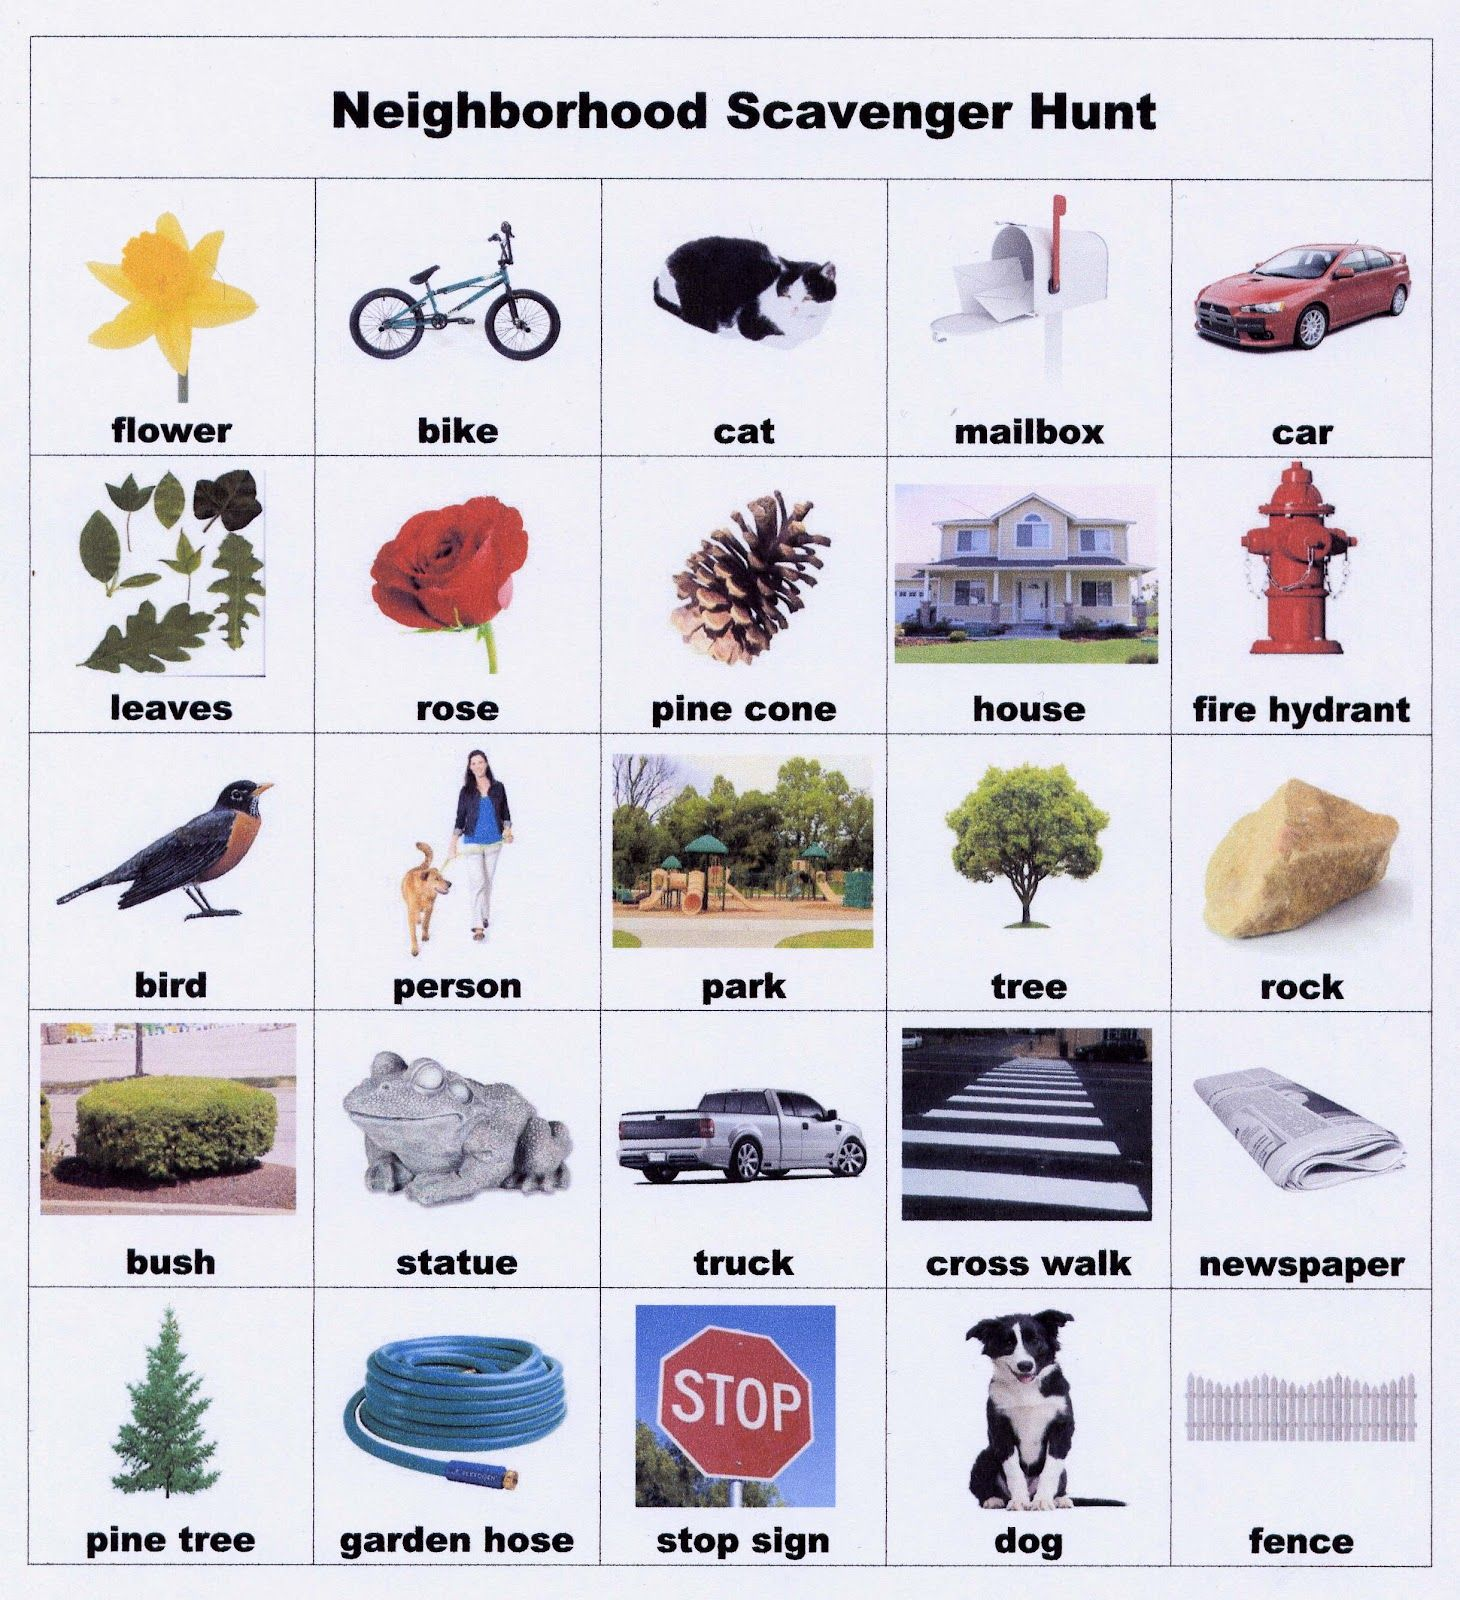 Neighborhood Scavenger Hunt
flower
bike
cat
mailbox
car
leaves
rose
pine cone
house
fire hydrant
bird
person
park
tree
rock
bush
statue
truck
cross walk
newspaper
pine tree
garden hose
STOP
stop sign
dog
fence